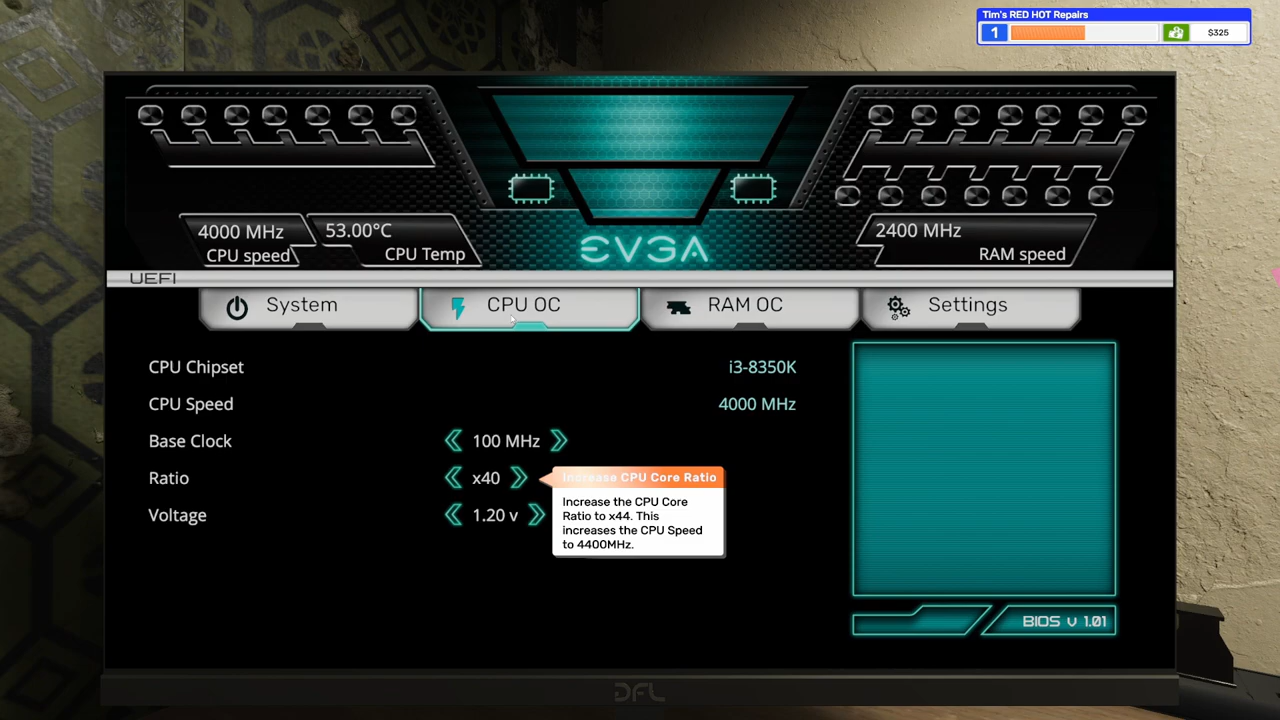 Tim's RED HOT Repairs
1
$325
4000 MHz
CPU speed
53.00°C
CPU Temp
EVGA
2400 MHz
RAM speed
UEFI
System
CPU OC
RAM OC
Settings
CPU Chipset
i3-8350K
CPU Speed
4000 MHz
Base Clock
100 MHz
Ratio
x40
Voltage
1.20 v
Increase CPU Core Ratio
Increase the CPU Core
Ratio to x44. This
increases the CPU Speed
to 4400MHz.
BIOS v 1.01
DFL